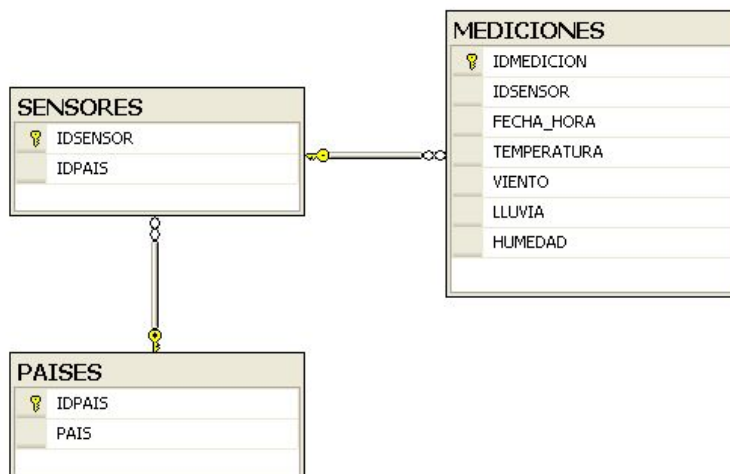 MEDICIONES
IDMEDICION
IDSENSOR
FECHA_HORA
TEMPERATURA
VIENTO
LLUVIA
HUMEDAD
SENSORES
IDSENSOR
IDPAIS
PAISES
IDPAIS
PAIS